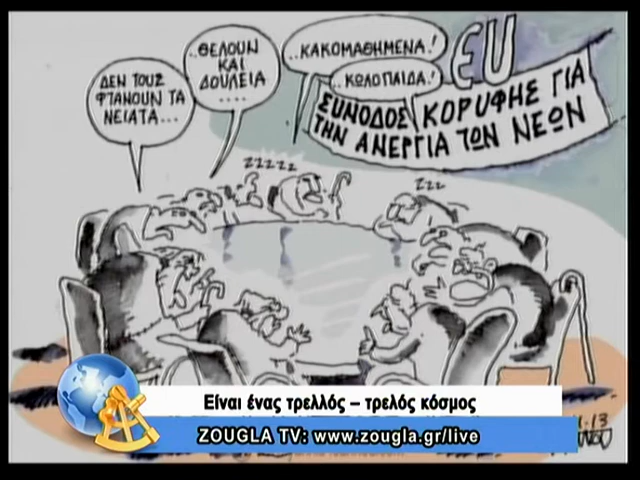 ..ΘΕΛΟΥΝ
ΚΑΙ
ΔΟΥΛΕΙΑ
....
ΔΕΝ ΤΟΥΣ
ΦΤΑΝΟΥΝ ΤΑ
ΝΕΙΑΤΑ...
..ΚΑΚΟΜΑΘΗΜΕΝΑ.!
..ΚΩΛΟΠΑΙΔΑ.!
EU
ΣΥΝΟΔΟΣ ΚΟΡΥΦΗΣ ΓΙΑ
ΤΗΝ ΑΝΕΡΓΙΑ ΤΩΝ ΝΕΩΝ
ZZZZZ
ZZZ
Είναι ένας τρελλός – τρελός κόσμος
ZOUGLA TV: www.zougla.gr/live